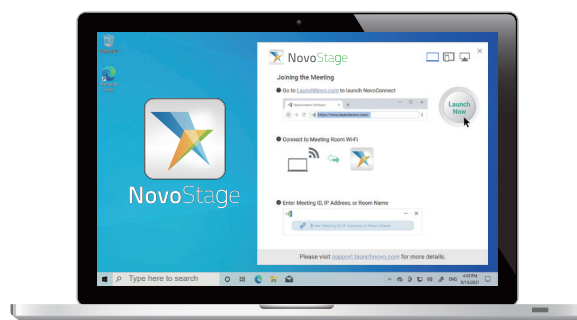 NovoStage
Joining the Meeting
Go to LaunchNovo.com to launch NovoConnect
https://www.launchnovo.com/
Launch
Now
Connect to Meeting Room Wi-Fi
Enter Meeting ID, IP Address, or Room Name
Enter Meeting ID, IP Address, or Room Name
NovoStage
Please visit support.launchnovo.com for more details.
Type here to search
ENG